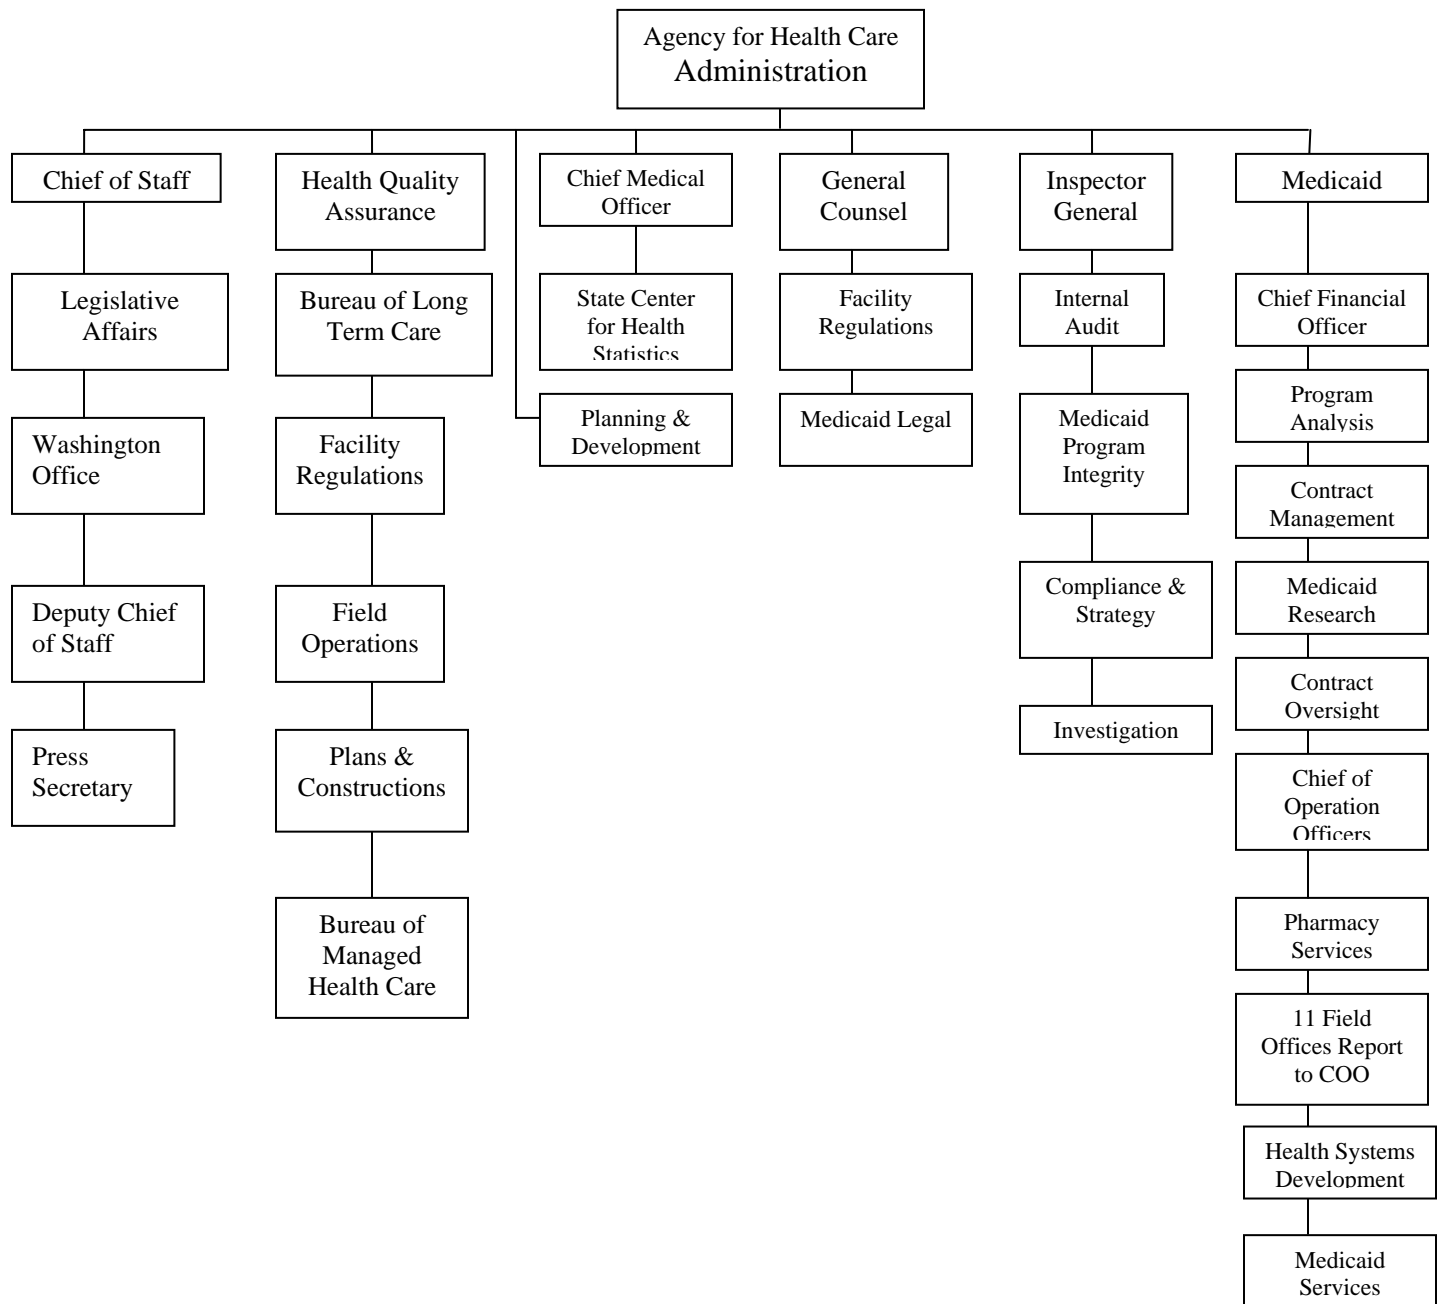 Agency for Health Care
Administration
Chief of Staff
Legislative
Affairs
Washington
Office
Deputy Chief
of Staff
Press
Secretary
Health Quality
Assurance
Bureau of Long
Term Care
Facility
Regulations
Field
Operations
Plans &
Constructions
Bureau of
Managed
Health Care
Chief Medical
Officer
State Center
for Health
Statistics
Planning &
Development
General
Counsel
Facility
Regulations
Medicaid Legal
Inspector
General
Internal
Audit
Medicaid
Program
Integrity
Compliance &
Strategy
Investigation
Medicaid
Chief Financial
Officer
Program
Analysis
Contract
Management
Medicaid
Research
Contract
Oversight
Chief of
Operation
Officers
Pharmacy
Services
11 Field
Offices Report
to COO
Health Systems
Development
Medicaid
Services